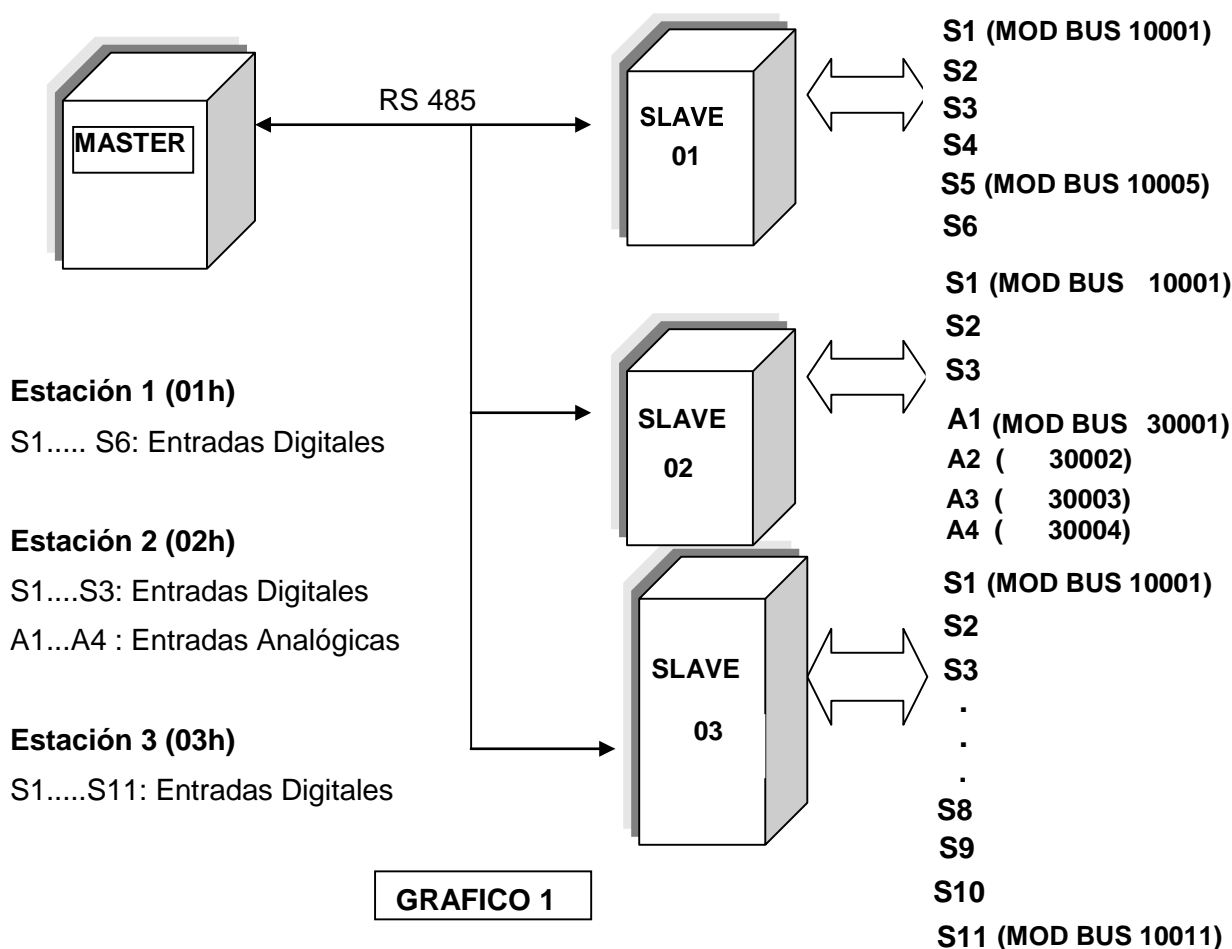 MASTER
RS 485
SLAVE
01
S1 (MOD BUS 10001)
S2
S3
S4
S5 (MOD BUS 10005)
S6
SLAVE
02
S1 (MOD BUS 10001)
S2
S3
A1 (MOD BUS 30001)
A2 ( 30002)
A3 ( 30003)
A4 ( 30004)
SLAVE
03
S1 (MOD BUS 10001)
S2
S3
.
.
.
S8
S9
S10
S11 (MOD BUS 10011)
Estación 1 (01h)
S1..... S6: Entradas Digitales
Estación 2 (02h)
S1....S3: Entradas Digitales
A1...A4 : Entradas Analógicas
Estación 3 (03h)
S1.....S11: Entradas Digitales
GRAFICO 1